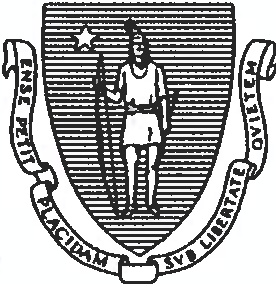 ENSE PETIT
PLACIDAM
SVB LIBERTATE
QVIETEM